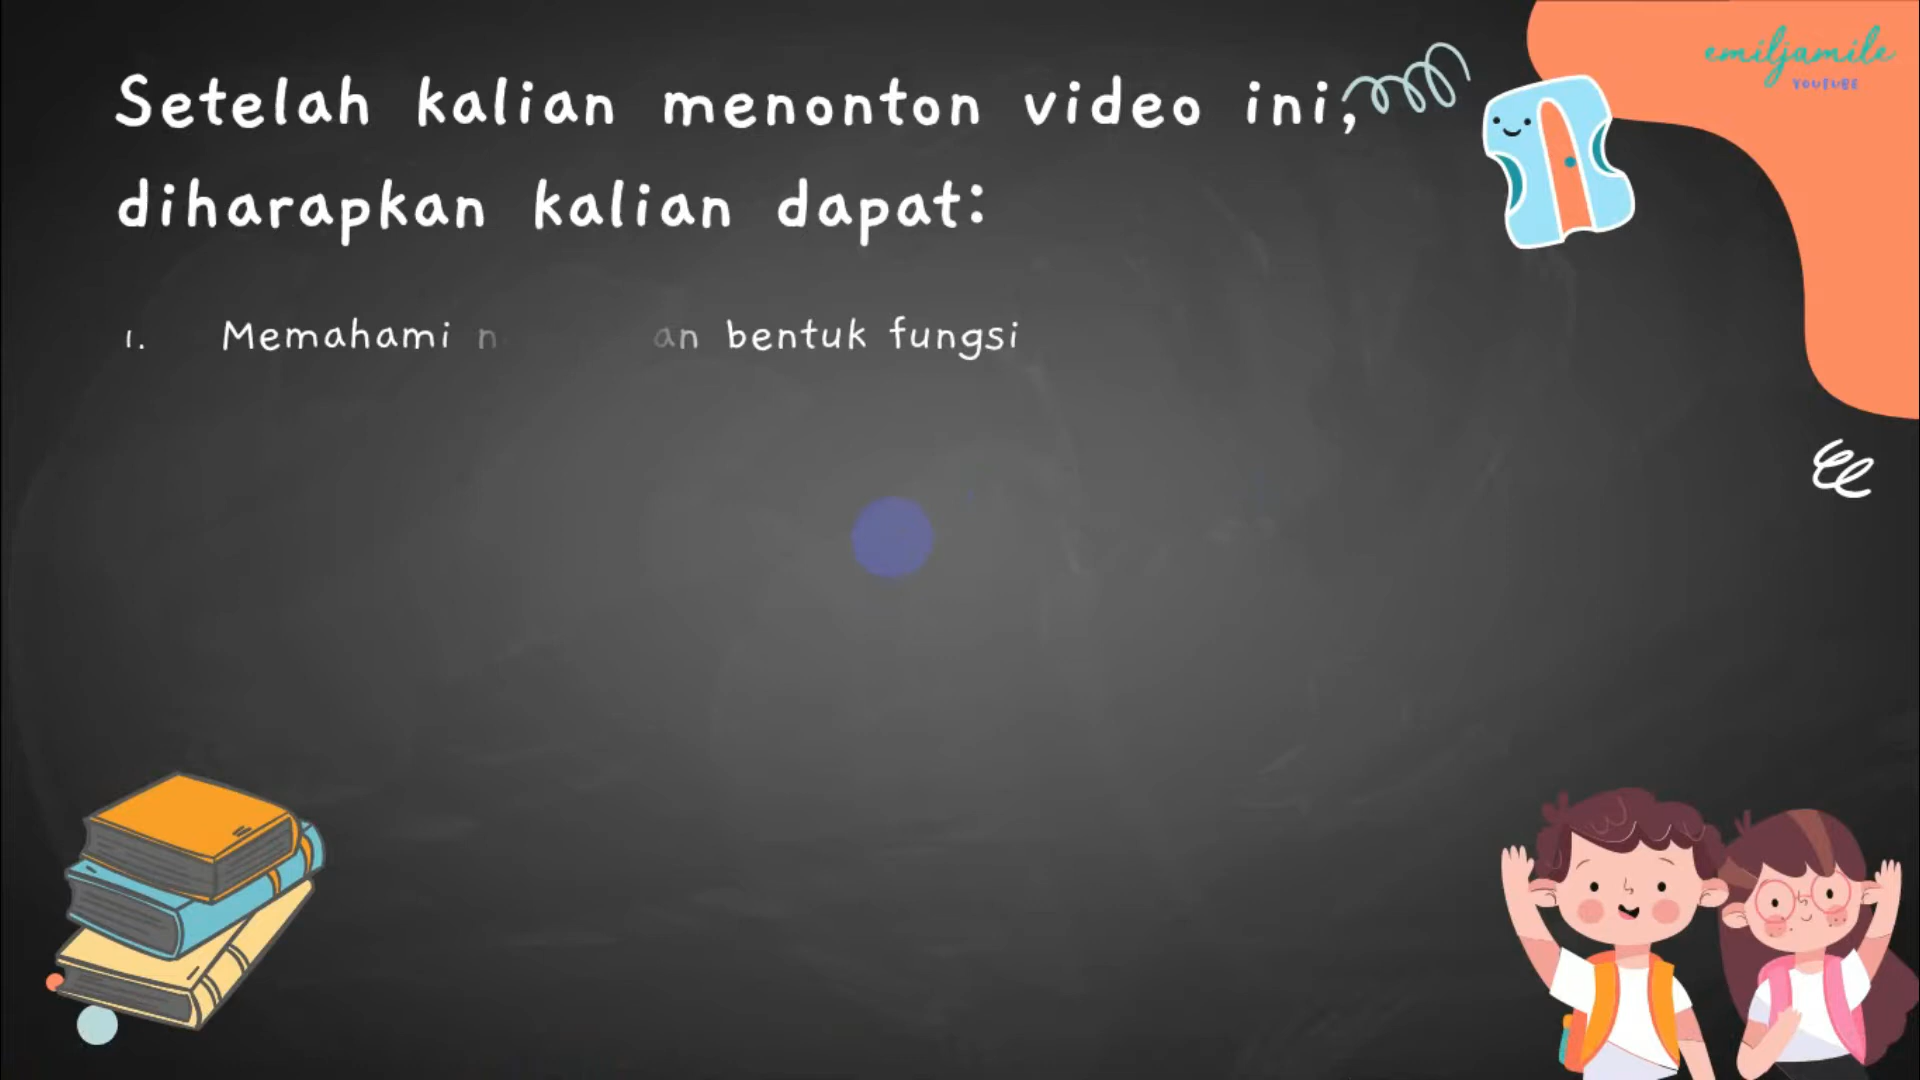 emiljamile
YOUTUBE
Setelah kalian menonton video ini,
diharapkan kalian dapat:
1. Memahami bentuk fungsi